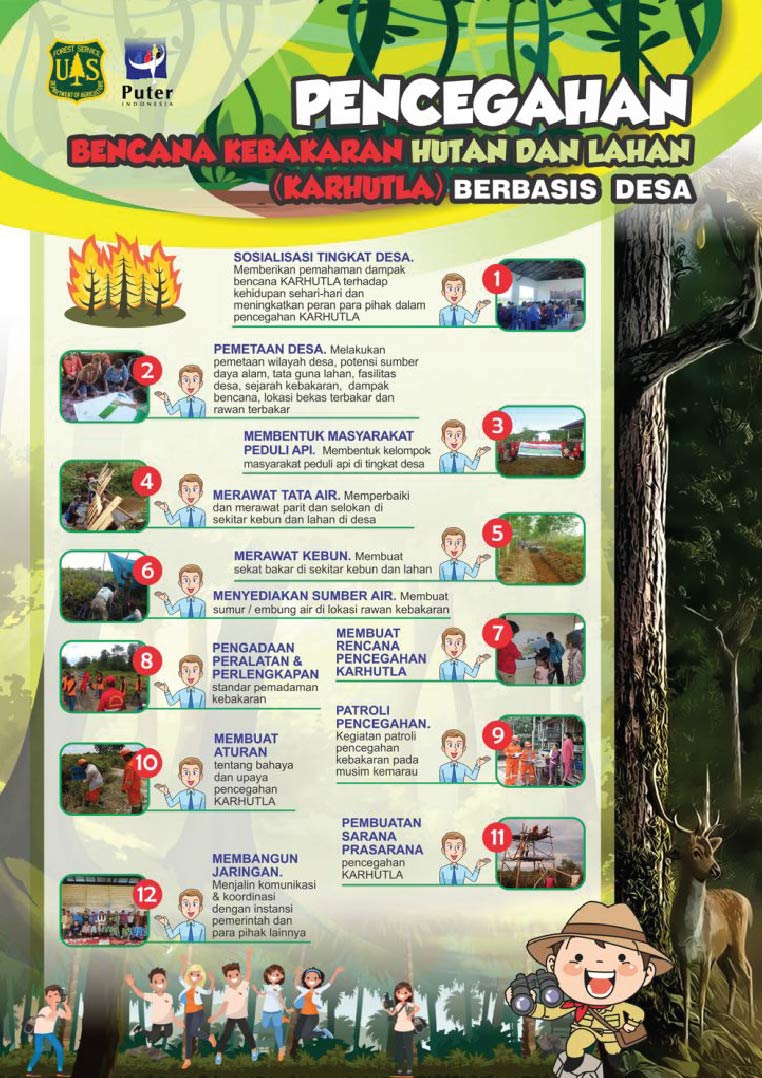 FOREST SERVICE
U S
DEPARTMENT OF AGRICULTURE
Puter
INDONESIA
PENCEGAHAN
BENCANA KEBAKARAN HUTAN DAN LAHAN
(KARHUTLA) BERBASIS DESA
SOSIALISASI TINGKAT DESA.
Memberikan pemahaman dampak
bencana KARHUTLA terhadap
kehidupan sehari-hari dan
meningkatkan peran para pihak dalam
pencegahan KARHUTLA
1
2
PEMETAAN DESA. Melakukan
pemetaan wilayah desa, potensi sumber
daya alam, tata guna lahan, fasilitas
desa, sejarah kebakaran, dampak
bencana, lokasi bekas terbakar dan
rawan terbakar
3
MEMBENTUK MASYARAKAT
PEDULI API. Membentuk kelompok
masyarakat peduli api di tingkat desa
4
MERAWAT TATA AIR. Memperbaiki
dan merawat parit dan selokan di
sekitar kebun dan lahan di desa
5
MERAWAT KEBUN. Membuat
sekat bakar di sekitar kebun dan lahan
6
MENYEDIAKAN SUMBER AIR. Membuat
sumur / embung air di lokasi rawan kebakaran
7
MEMBUAT
RENCANA
PENCEGAHAN
KARHUTLA
8
PENGADAAN
PERALATAN &
PERLENGKAPAN
standar pemadaman
kebakaran
9
PATROLI
PENCEGAHAN.
Kegiatan patroli
pencegahan
kebakaran pada
musim kemarau
10
MEMBUAT
ATURAN
tentang bahaya
dan upaya
pencegahan
KARHUTLA
11
PEMBUATAN
SARANA
PRASARANA
pencegahan
KARHUTLA
12
MEMBANGUN
JARINGAN.
Menjalin komunikasi
& koordinasi
dengan instansi
pemerintah dan
para pihak lainnya